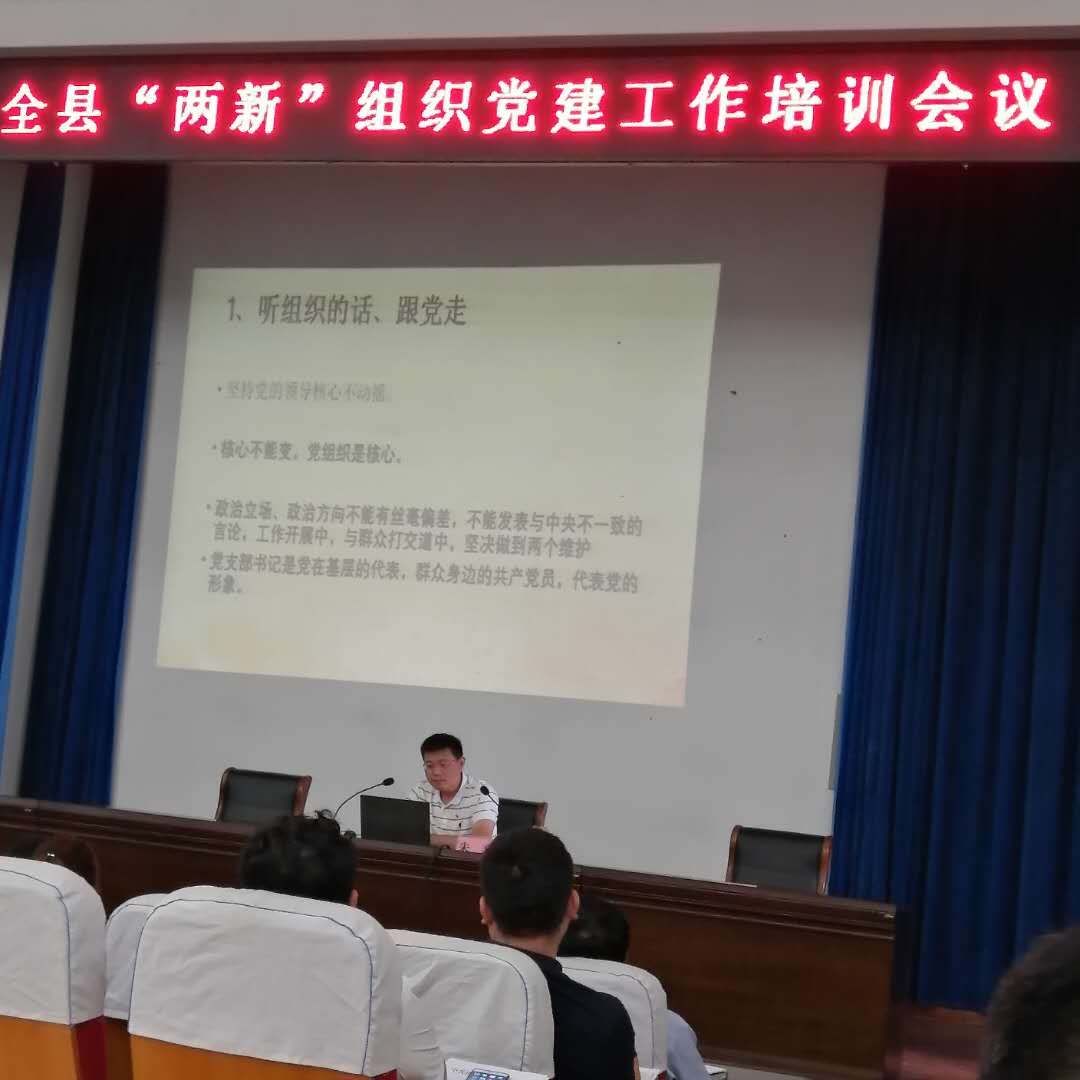 全县“两新”组织党建工作培训会议
1、听组织的话、跟党走
• 坚持党的领导核心不动摇。
• 核心不能变。党组织是核心。
• 政治立场、政治方向不能有丝毫偏差，不能发表与中央不一致的
言论，工作开展中，与群众打交道中，坚决做到两个维护
• 党支部书记是党在基层的代表，群众身边的共产党员，代表党的
形象。